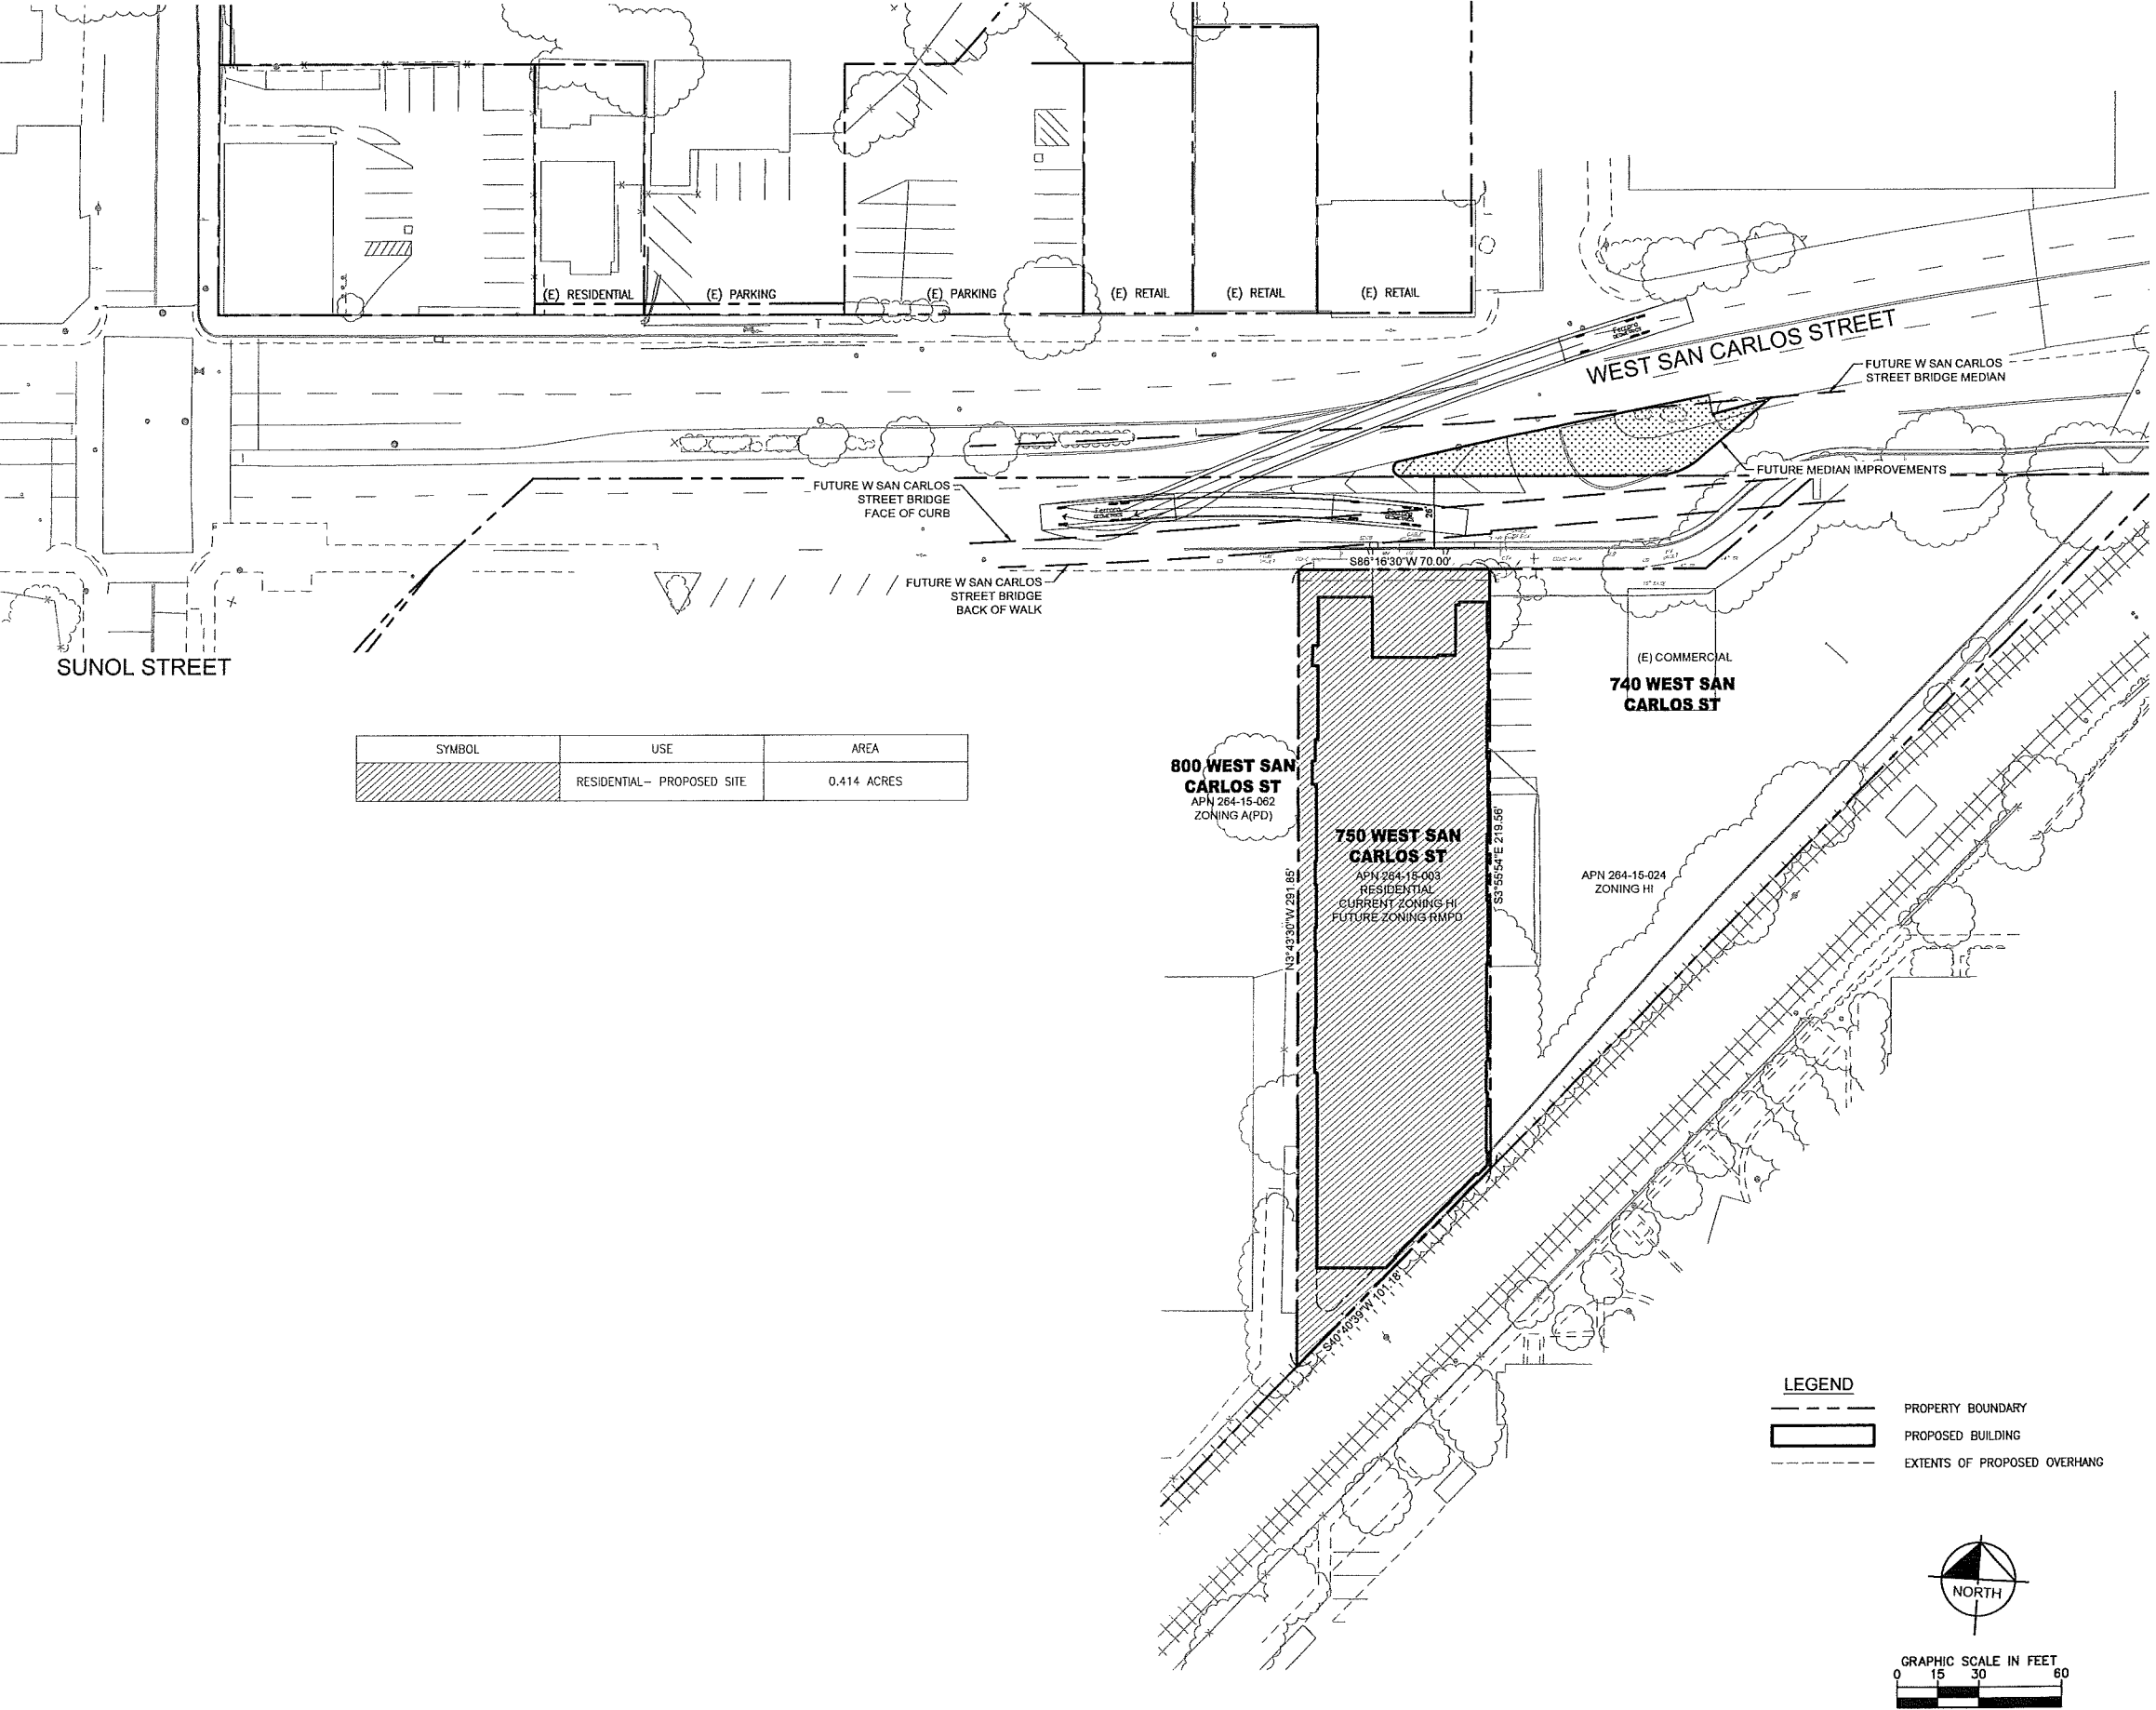 (E) RESIDENTIAL
(E) PARKING
(E) PARKING
(E) RETAIL
(E) RETAIL
(E) RETAIL
T
WEST SAN CARLOS STREET
FUTURE W SAN CARLOS
STREET BRIDGE MEDIAN
FUTURE MEDIAN IMPROVEMENTS
FUTURE W SAN CARLOS
STREET BRIDGE
FACE OF CURB
26'
FUTURE W SAN CARLOS
STREET BRIDGE
BACK OF WALK
S86°16'30"W 70.00'
SUNOL STREET
(E) COMMERCIAL
740 WEST SAN
CARLOS ST
SYMBOL USE AREA
RESIDENTIAL- PROPOSED SITE 0.414 ACRES
800 WEST SAN
CARLOS ST
APN 264-15-062
ZONING A(PD)
750 WEST SAN
CARLOS ST
APN 264-15-003
RESIDENTIAL
CURRENT ZONING HI
FUTURE ZONING RMPD
N3°43'30"W 291.85'
S3°55'54"E 219.56'
APN 264-15-024
ZONING HI
S40°40'39"W 101.18'
LEGEND
PROPERTY BOUNDARY
PROPOSED BUILDING
EXTENTS OF PROPOSED OVERHANG
NORTH
GRAPHIC SCALE IN FEET
0 15 30 60